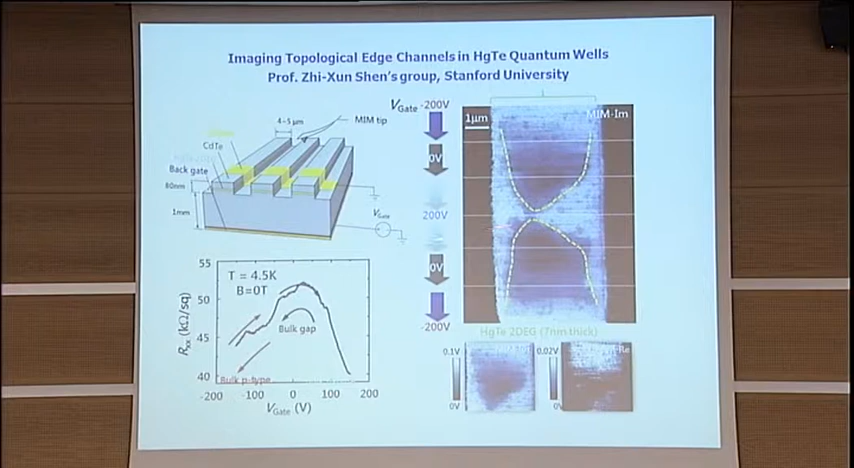 Imaging Topological Edge Channels in HgTe Quantum Wells
Prof. Zhi-Xun Shen's group, Stanford University
4~5 μm
MIM tip
CdTe
Back gate
80nm
1mm
VGate
VGate -200V
0V
200V
0V
-200V
1μm
MIM-Im
HgTe 2DEG (7nm thick)
0.1V
0V
0.02V
0V
-Re
T = 4.5K
B=0T
Bulk gap
Bulk p-type
Rxx (kΩ/sq)
55
50
45
40
-200
-100
0
100
200
VGate (V)